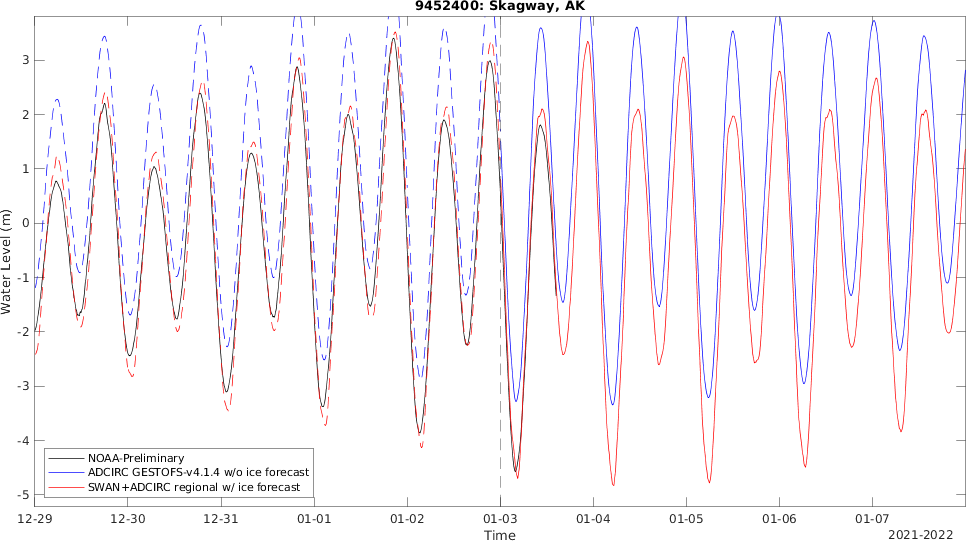 9452400: Skagway, AK
Water Level (m)
3
2
1
0
-1
-2
-3
-4
-5
NOAA-Preliminary
ADCIRC GESTOFS-v4.1.4 w/o ice forecast
SWAN+ADCIRC regional w/ ice forecast
12-29 12-30 12-31 01-01 01-02 01-03 01-04 01-05 01-06 01-07
Time
2021-2022